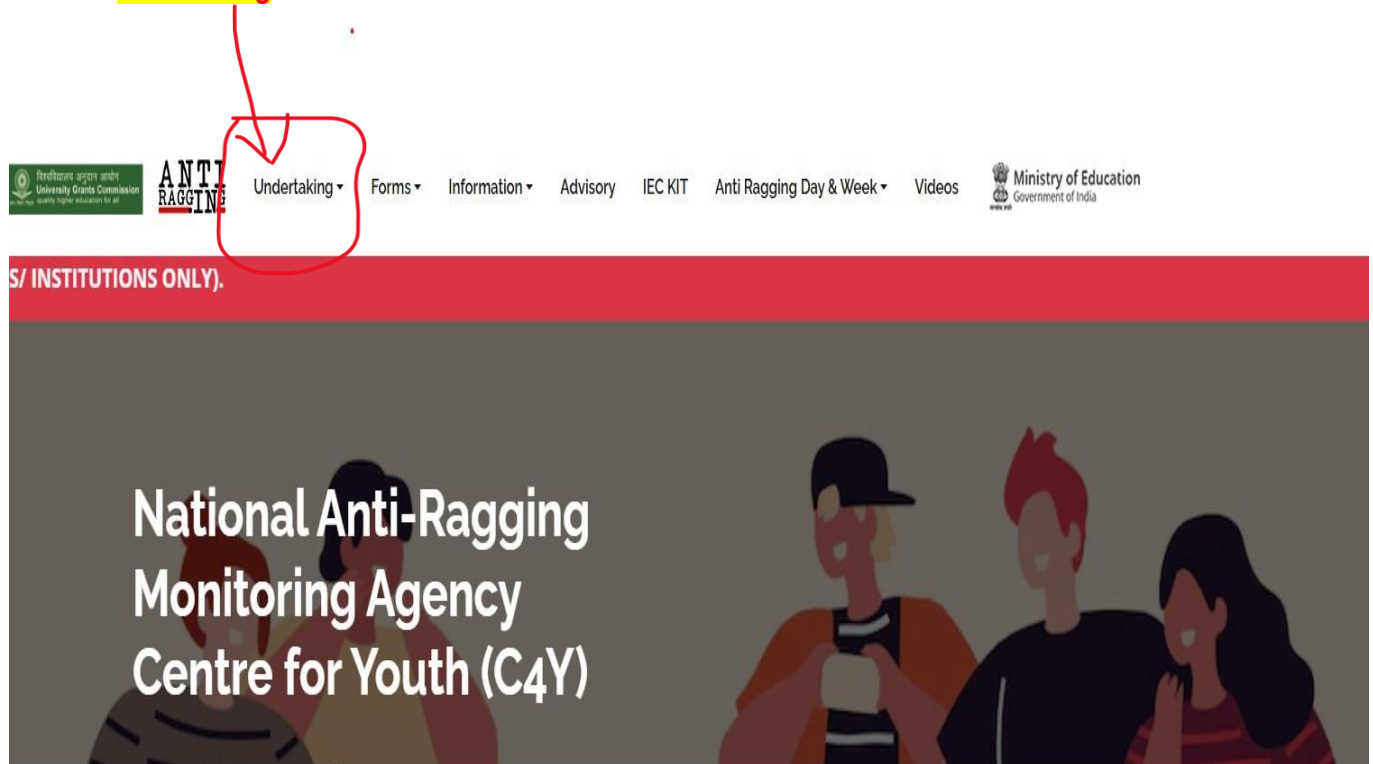 विश्वविद्यालय अनुदान आयोग
University Grants Commission
quality higher education for all
ANTI
RAGGING
Undertaking
Forms
Information
Advisory
IEC KIT
Anti Ragging Day & Week
Videos
Ministry of Education
Government of India
S/ INSTITUTIONS ONLY).
National Anti-Ragging
Monitoring Agency
Centre for Youth (C4Y)